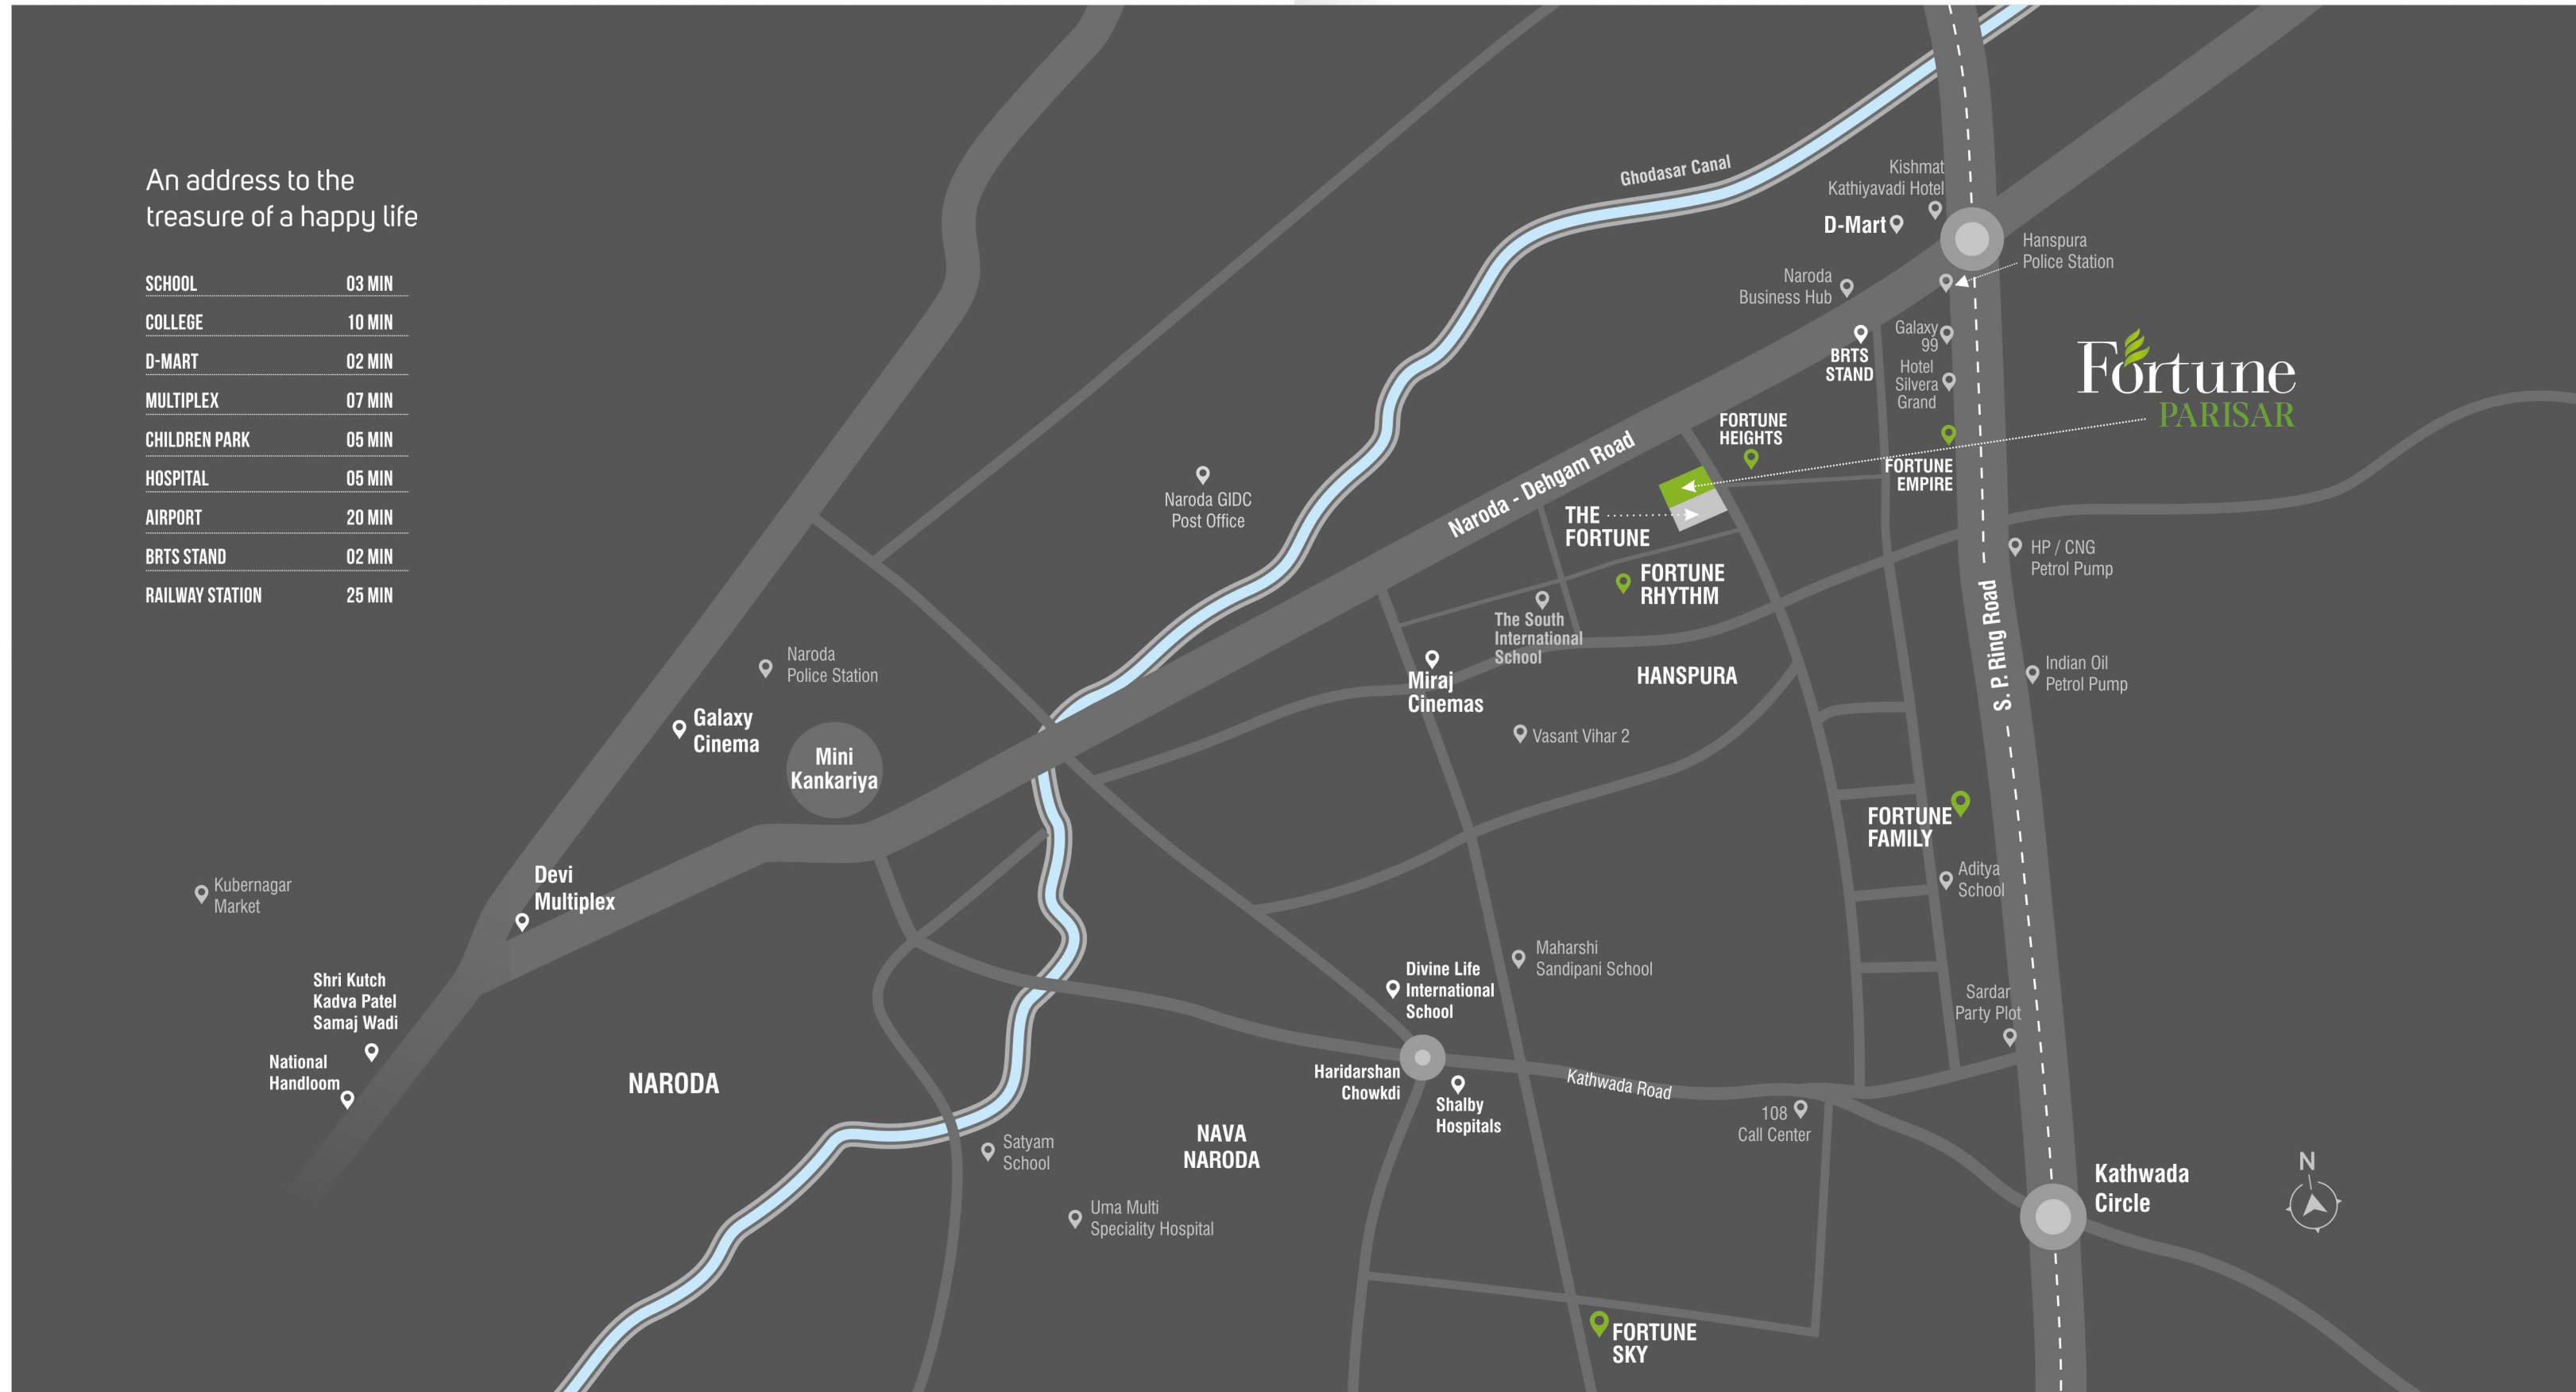 An address to the
treasure of a happy life
SCHOOL 03 MIN
COLLEGE 10 MIN
D-MART 02 MIN
MULTIPLEX 07 MIN
CHILDREN PARK 05 MIN
HOSPITAL 05 MIN
AIRPORT 20 MIN
BRTS STAND 02 MIN
RAILWAY STATION 25 MIN
Ghodasar Canal
Kishmat
Kathiyavadi Hotel
D-Mart
Hanspura
Police Station
Naroda
Business Hub
BRTS
STAND
Galaxy
99
Hotel
Silvera
Grand
Fortune
PARISAR
FORTUNE
HEIGHTS
FORTUNE
EMPIRE
Naroda - Dehgam Road
THE
FORTUNE
Naroda GIDC
Post Office
FORTUNE
RHYTHM
HP / CNG
Petrol Pump
The South
International
School
S. P. Ring Road
Naroda
Police Station
Miraj
Cinemas
HANSPURA
Indian Oil
Petrol Pump
Galaxy
Cinema
Mini
Kankariya
Vasant Vihar 2
FORTUNE
FAMILY
Aditya
School
Kubernagar
Market
Devi
Multiplex
Maharshi
Sandipani School
Divine Life
International
School
Sardar
Party Plot
Shri Kutch
Kadva Patel
Samaj Wadi
National
Handloom
NARODA
Haridarshan
Chowkdi
Shalby
Hospitals
Kathwada Road
108
Call Center
NAVA
NARODA
Satyam
School
Uma Multi
Speciality Hospital
Kathwada
Circle
N
FORTUNE
SKY